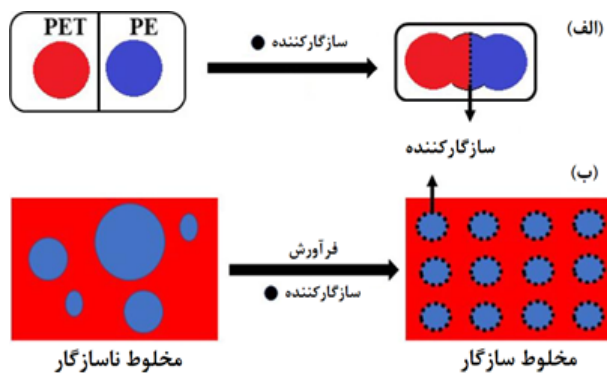 PET PE
سازگارکننده
(الف)
سازگارکننده
(ب)
فرآورش
سازگارکننده
مخلوط ناسازگار
مخلوط سازگار